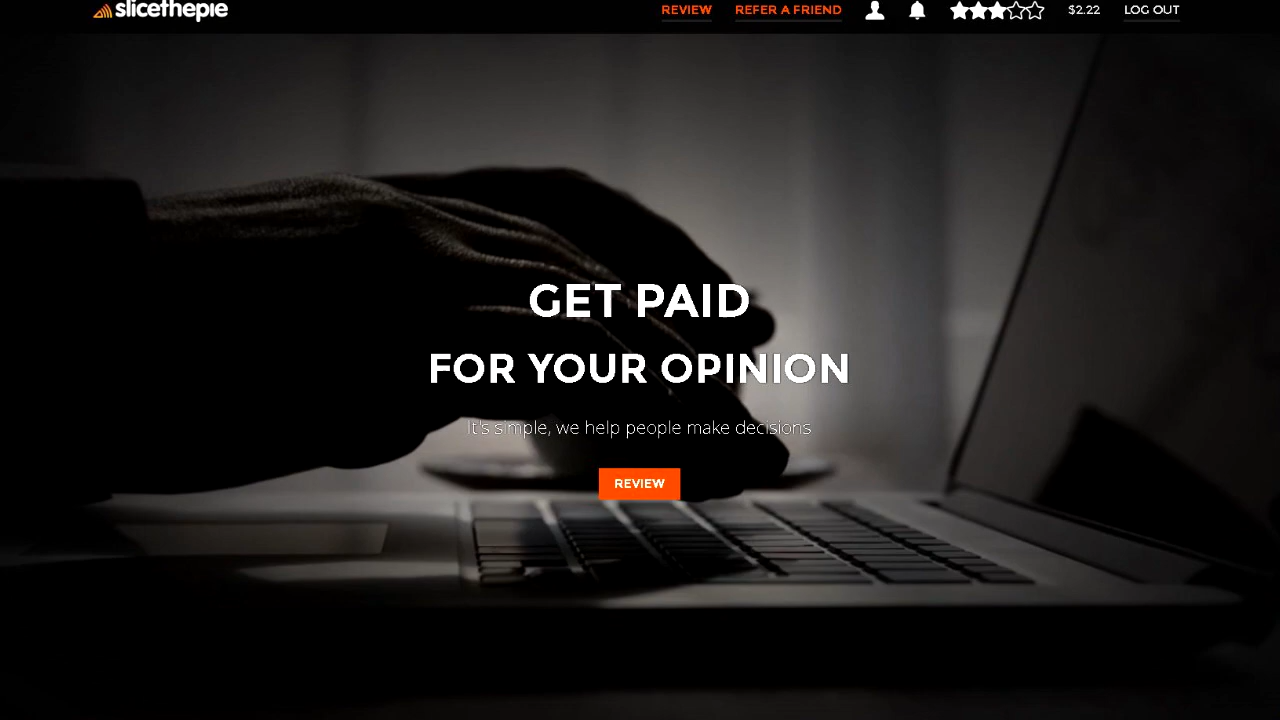 slicethepie
REVIEW REFER A FRIEND $2.22 LOG OUT
GET PAID
FOR YOUR OPINION
It's simple, we help people make decisions
REVIEW